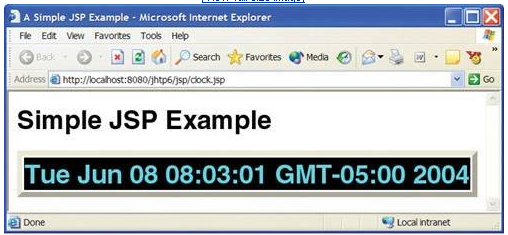 A Simple JSP Example - Microsoft Internet Explorer
File Edit View Favorites Tools Help
Back Search Favorites Media
Address http://localhost:8080/jhtp6/jsp/clock.jsp Go
Simple JSP Example
Tue Jun 08 08:03:01 GMT-05:00 2004
Done Local intranet